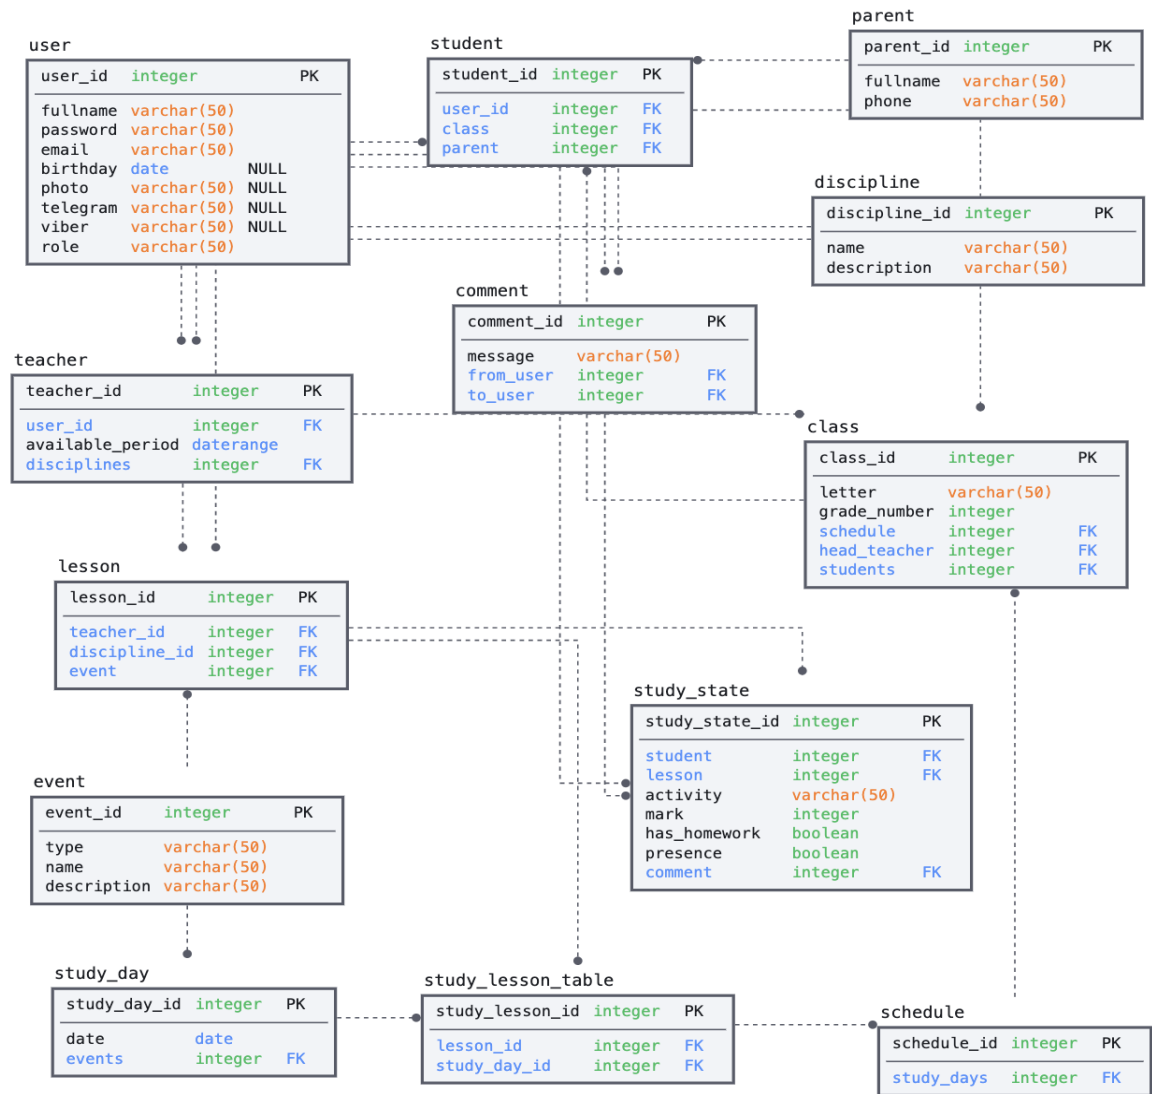 user
user_id integer PK
fullname varchar(50)
password varchar(50)
email varchar(50)
birthday date NULL
photo varchar(50) NULL
telegram varchar(50) NULL
viber varchar(50) NULL
role varchar(50)
student
student_id integer PK
user_id integer FK
class integer FK
parent integer FK
parent
parent_id integer PK
fullname varchar(50)
phone varchar(50)
discipline
discipline_id integer PK
name varchar(50)
description varchar(50)
comment
comment_id integer PK
message varchar(50)
from_user integer FK
to_user integer FK
teacher
teacher_id integer PK
user_id integer FK
available_period daterange
disciplines integer FK
class
class_id integer PK
letter varchar(50)
grade_number integer
schedule integer FK
head_teacher integer FK
students integer FK
lesson
lesson_id integer PK
teacher_id integer FK
discipline_id integer FK
event integer FK
study_state
study_state_id integer PK
student integer FK
lesson integer FK
activity varchar(50)
mark integer
has_homework boolean
presence boolean
comment integer FK
event
event_id integer PK
type varchar(50)
name varchar(50)
description varchar(50)
study_day
study_day_id integer PK
date date
events integer FK
study_lesson_table
study_lesson_id integer PK
lesson_id integer FK
study_day_id integer FK
schedule
schedule_id integer PK
study_days integer FK